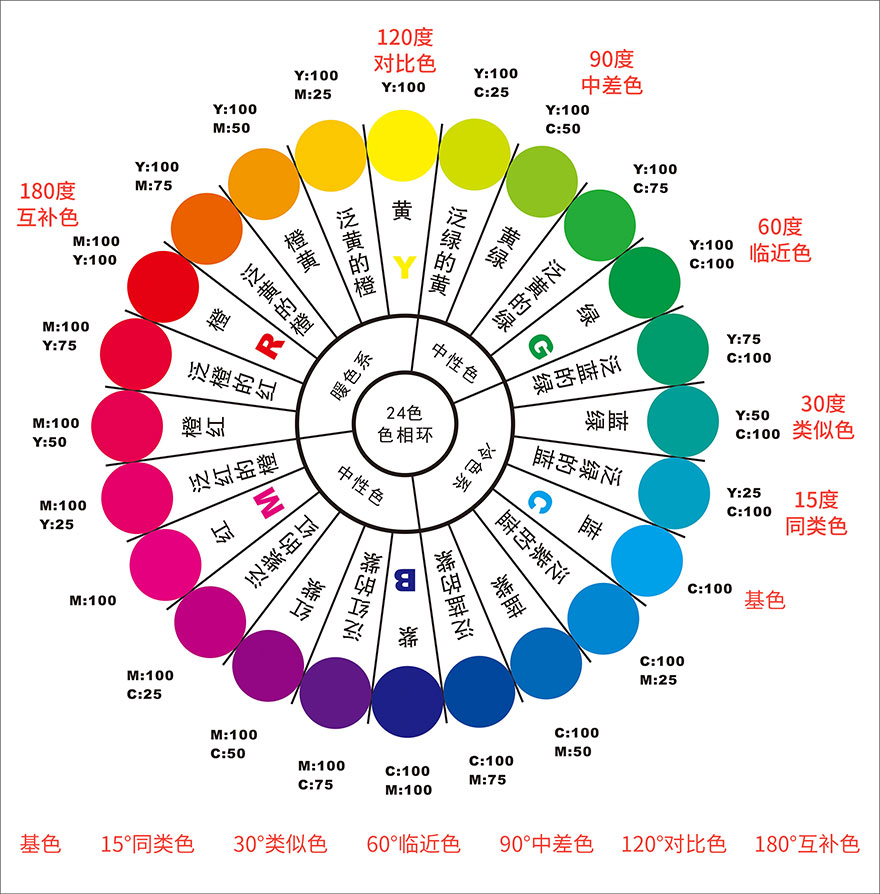 120度
对比色
Y:100
Y:100
C:25
90度
中差色
Y:100
C:50
Y:100
C:75
60度
临近色
Y:100
C:100
Y:75
C:100
30度
类似色
Y:50
C:100
15度
同类色
Y:25
C:100
C:100
基色
C:100
M:25
C:100
M:50
C:100
M:75
C:100
M:100
M:100
C:75
M:100
C:50
M:100
C:25
M:100
M:100
Y:25
M:100
Y:50
M:100
Y:75
180度
互补色
M:100
Y:100
Y:100
M:75
Y:100
M:50
Y:100
M:25
黄
Y
泛绿的黄
黄绿
泛黄的绿
绿
G
泛蓝的绿
蓝绿
泛绿的蓝
蓝
C
泛紫的蓝
蓝紫
泛蓝的紫
紫
B
泛红的紫
红紫
泛紫的红
红
M
泛红的橙
橙红
泛橙的红
橙
R
泛黄的橙
橙黄
泛黄的橙
暖色系
中性色
冷色系
中性色
24色
色相环
基色
15°同类色
30°类似色
60°临近色
90°中差色
120°对比色
180°互补色